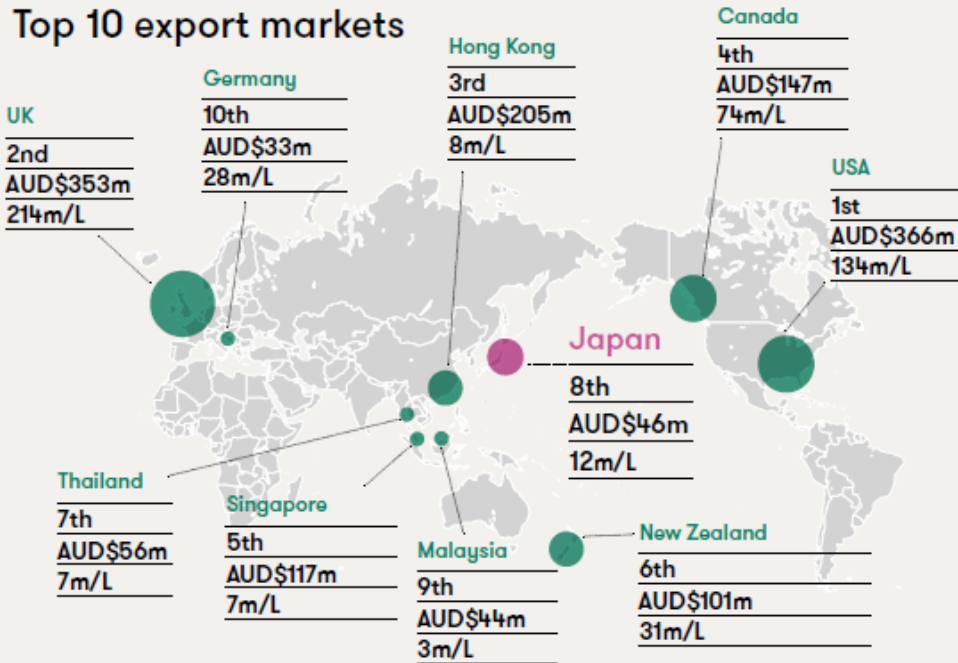 Top 10 export markets
UK
2nd
AUD$353m
214m/L
Germany
10th
AUD$33m
28m/L
Hong Kong
3rd
AUD$205m
8m/L
Canada
4th
AUD$147m
74m/L
USA
1st
AUD$366m
134m/L
Japan
8th
AUD$46m
12m/L
Thailand
7th
AUD$56m
7m/L
Singapore
5th
AUD$117m
7m/L
Malaysia
9th
AUD$44m
3m/L
New Zealand
6th
AUD$101m
31m/L